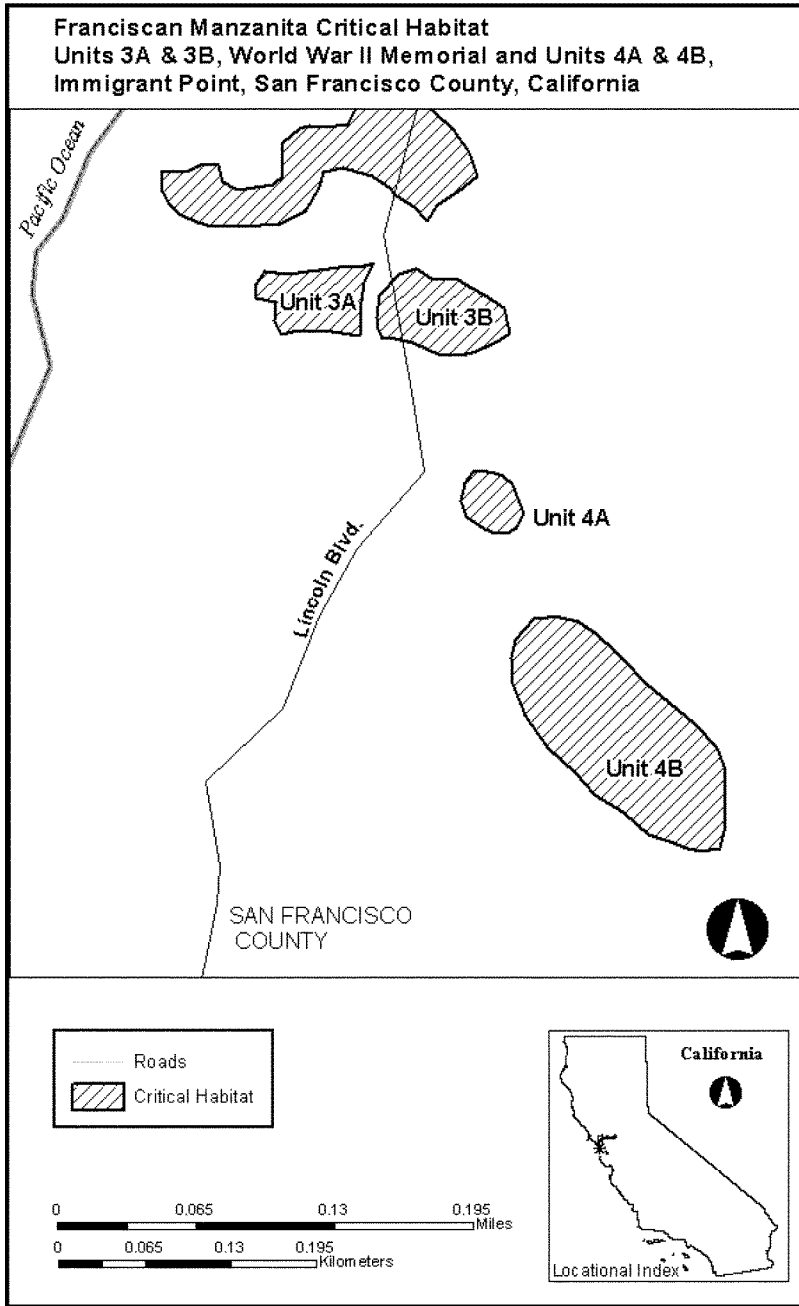 Franciscan Manzanita Critical Habitat
Units 3A & 3B, World War II Memorial and Units 4A & 4B,
Immigrant Point, San Francisco County, California
Pacific Ocean
Unit 3A
Unit 3B
Unit 4A
Lincoln Blvd.
Unit 4B
SAN FRANCISCO
COUNTY
Roads
Critical Habitat
California
0 0.065 0.13 0.195
Miles
0 0.065 0.13 0.195
Kilometers
Locational Index